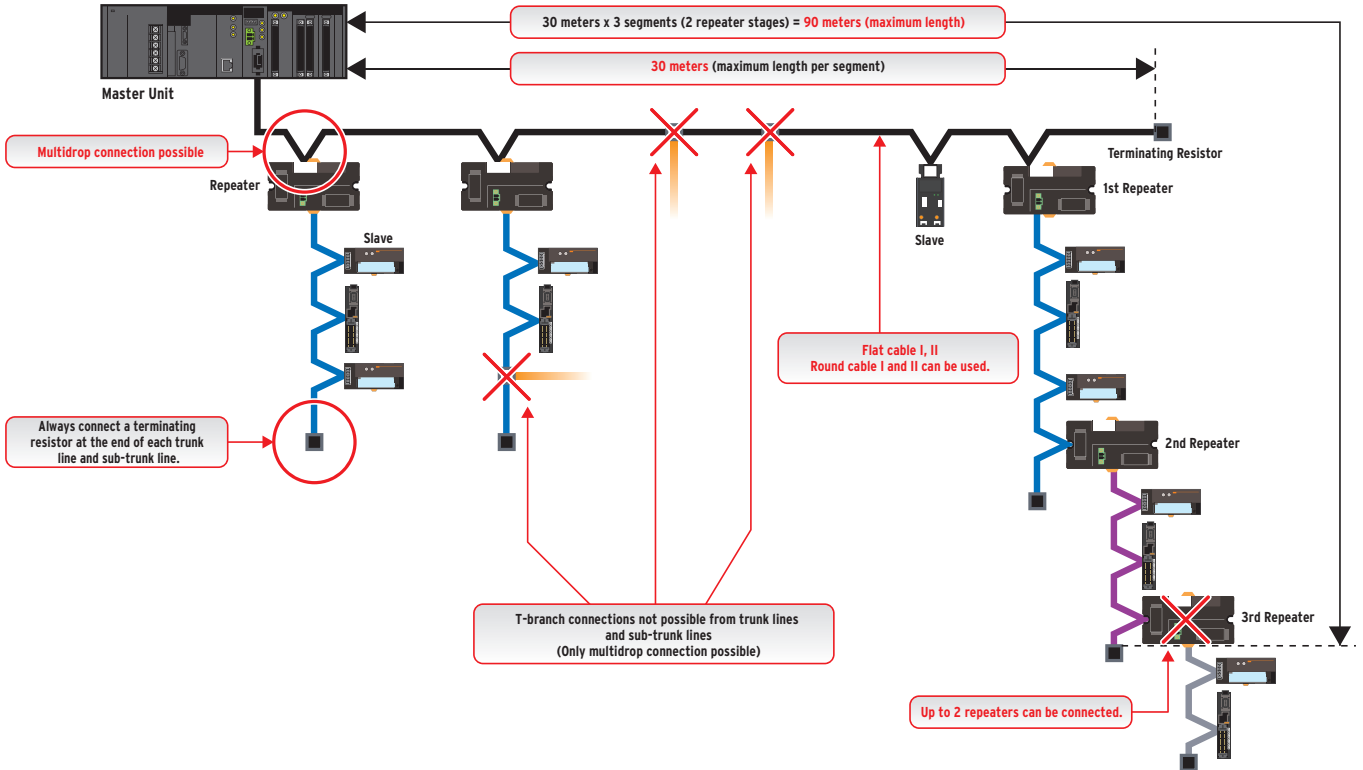 30 meters x 3 segments (2 repeater stages) = 90 meters (maximum length)
30 meters (maximum length per segment)
Master Unit
Multidrop connection possible
Terminating Resistor
Repeater
1st Repeater
Slave
Slave
Flat cable I, II
Round cable I and II can be used.
Always connect a terminating
resistor at the end of each trunk
line and sub-trunk line.
2nd Repeater
T-branch connections not possible from trunk lines
and sub-trunk lines
(Only multidrop connection possible)
3rd Repeater
Up to 2 repeaters can be connected.